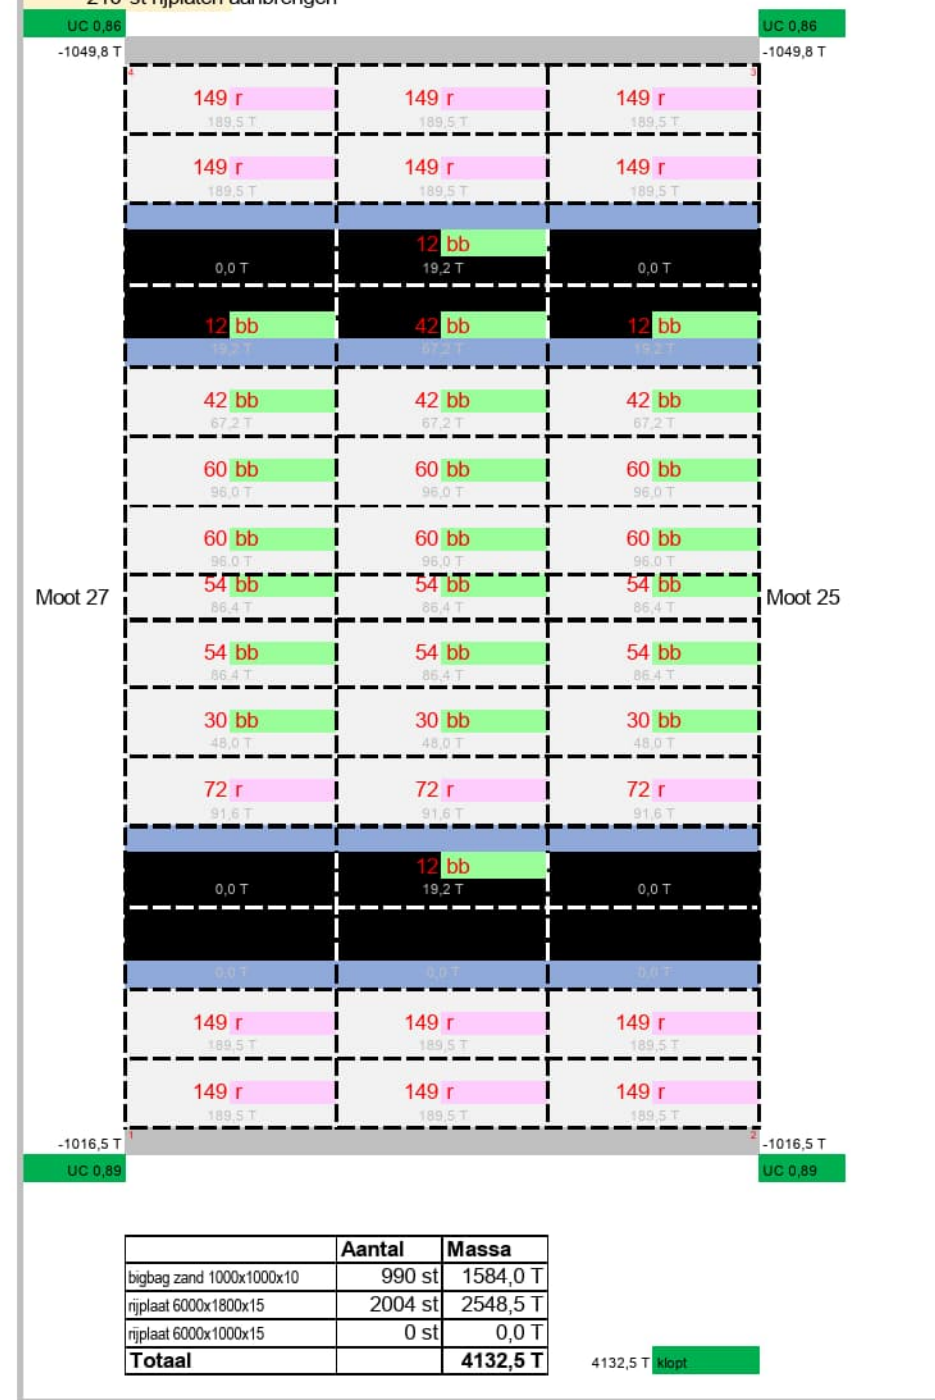 210 st rijplaten aanbrengen
UC 0,86 UC 0,86
-1049,8 T -1049,8 T
4 3
149 r 149 r 149 r
189,5 T 189,5 T 189,5 T
149 r 149 r 149 r
189,5 T 189,5 T 189,5 T
12 bb
0,0 T 19,2 T 0,0 T
12 bb 42 bb 12 bb
19,2 T 67,2 T 19,2 T
42 bb 42 bb 42 bb
67,2 T 67,2 T 67,2 T
60 bb 60 bb 60 bb
96,0 T 96,0 T 96,0 T
60 bb 60 bb 60 bb
96,0 T 96,0 T 96,0 T
54 bb 54 bb 54 bb
Moot 27 86,4 T 86,4 T 86,4 T Moot 25
54 bb 54 bb 54 bb
86,4 T 86,4 T 86,4 T
30 bb 30 bb 30 bb
48,0 T 48,0 T 48,0 T
72 r 72 r 72 r
91,6 T 91,6 T 91,6 T
12 bb
0,0 T 19,2 T 0,0 T
0,0 T 0,0 T 0,0 T
149 r 149 r 149 r
189,5 T 189,5 T 189,5 T
149 r 149 r 149 r
189,5 T 189,5 T 189,5 T
1 2
-1016,5 T -1016,5 T
UC 0,89 UC 0,89
Aantal Massa
bigbag zand 1000x1000x10 990 st 1584,0 T
rijplaat 6000x1800x15 2004 st 2548,5 T
rijplaat 6000x1000x15 0 st 0,0 T
Totaal 4132,5 T 4132,5 T klopt